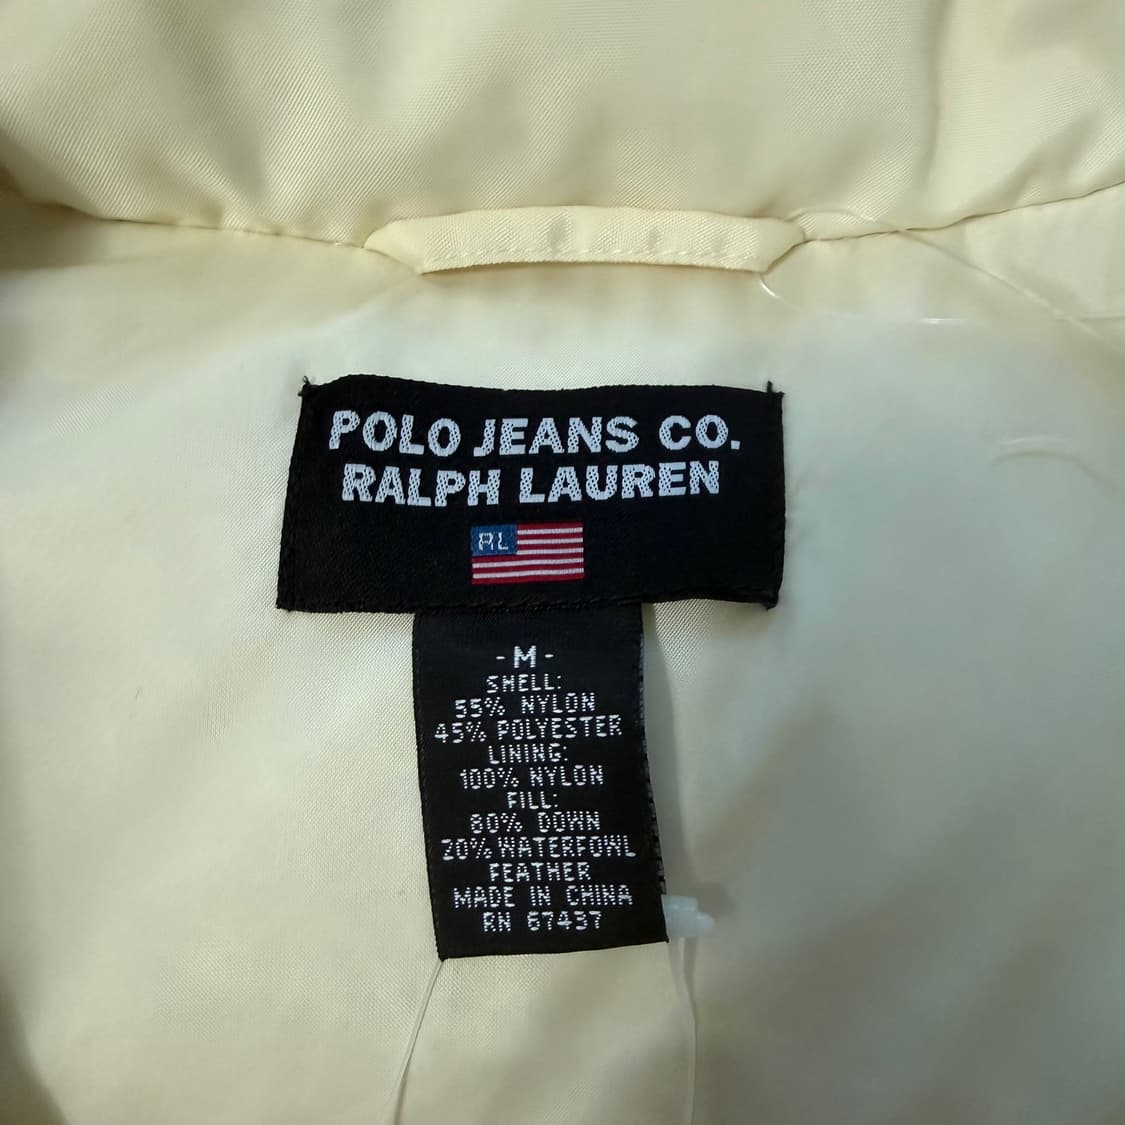 POLO JEANS CO.
RALPH LAUREN
RL
- M -
SHELL:
55% NYLON
45% POLYESTER
LINING:
100% NYLON
FILL:
80% DOWN
20% WATERFOWL
FEATHER
MADE IN CHINA
RN 67437